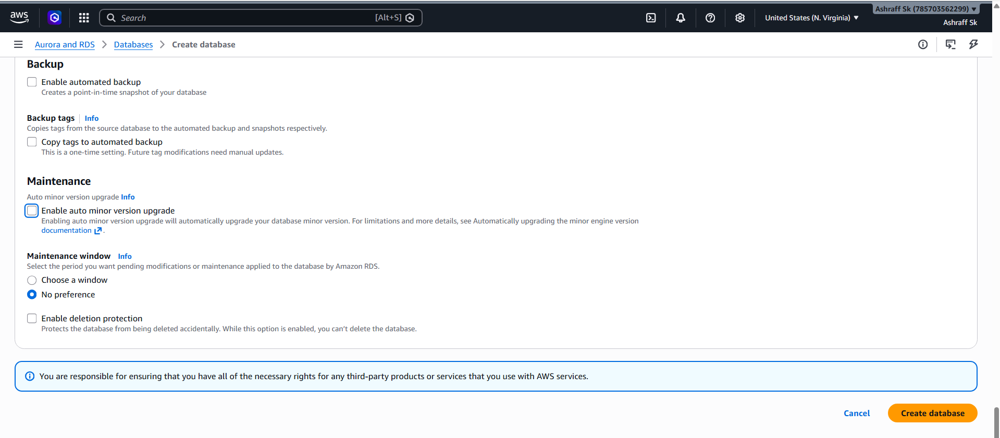 aws
Search
[Alt+S]
United States (N. Virginia)
Ashraff Sk (785703562299)
Ashraff Sk
Aurora and RDS
Databases
Create database
Backup
Enable automated backup
Creates a point-in-time snapshot of your database
Backup tags
Info
Copies tags from the source database to the automated backup and snapshots respectively.
Copy tags to automated backup
This is a one-time setting. Future tag modifications need manual updates.
Maintenance
Auto minor version upgrade Info
Enable auto minor version upgrade
Enabling auto minor version upgrade will automatically upgrade your database minor version. For limitations and more details, see Automatically upgrading the minor engine version
documentation .
Maintenance window Info
Select the period you want pending modifications or maintenance applied to the database by Amazon RDS.
Choose a window
No preference
Enable deletion protection
Protects the database from being deleted accidentally. While this option is enabled, you can’t delete the database.
You are responsible for ensuring that you have all of the necessary rights for any third-party products or services that you use with AWS services.
Cancel
Create database